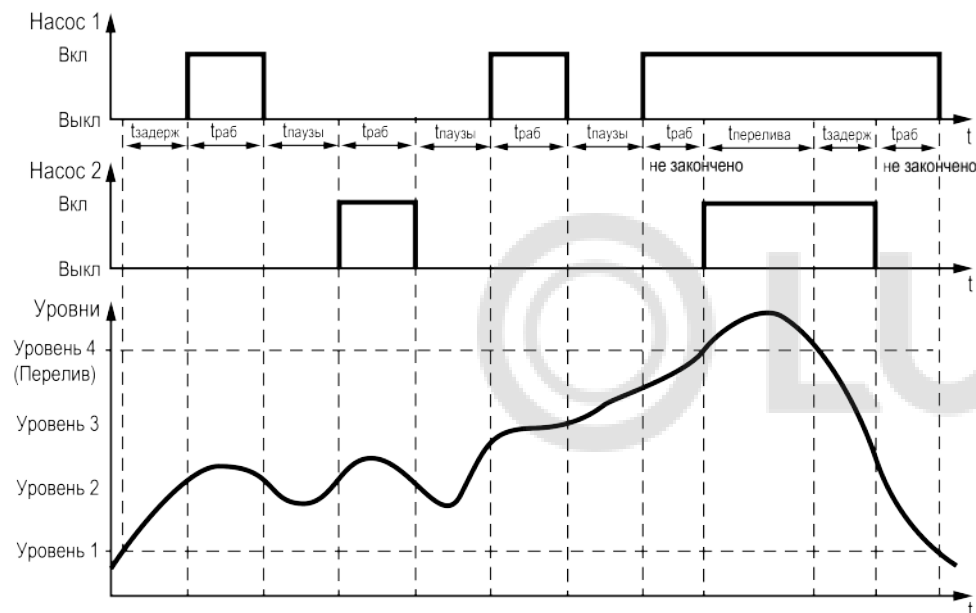 Насос 1
Вкл
Выкл
tзадерж tраб tпаузы tраб tпаузы tраб tпаузы tраб tперелива tзадерж tраб t
не закончено не закончено
Насос 2
Вкл
Выкл
t
Уровни
Уровень 4
(Перелив)
Уровень 3
Уровень 2
Уровень 1
t
LU